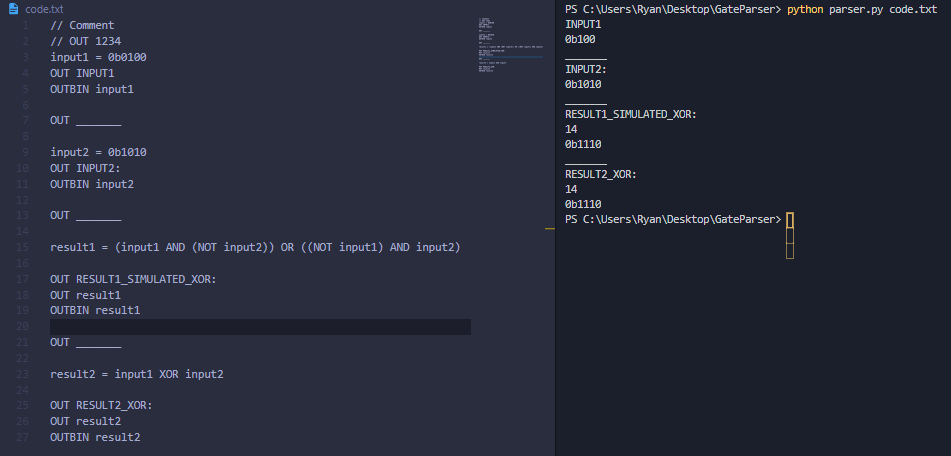 code.txt
1 // Comment
2 // OUT 1234
3 input1 = 0b0100
4 OUT INPUT1
5 OUTBIN input1
6
7 OUT _______
8
9 input2 = 0b1010
10 OUT INPUT2:
11 OUTBIN input2
12
13 OUT _______
14
15 result1 = (input1 AND (NOT input2)) OR ((NOT input1) AND input2)
16
17 OUT RESULT1_SIMULATED_XOR:
18 OUT result1
19 OUTBIN result1
20
21 OUT _______
22
23 result2 = input1 XOR input2
24
25 OUT RESULT2_XOR:
26 OUT result2
27 OUTBIN result2
PS C:\Users\Ryan\Desktop\GateParser> python parser.py code.txt
INPUT1
0b100
_______
INPUT2:
0b1010
_______
RESULT1_SIMULATED_XOR:
14
0b1110
_______
RESULT2_XOR:
14
0b1110
PS C:\Users\Ryan\Desktop\GateParser>